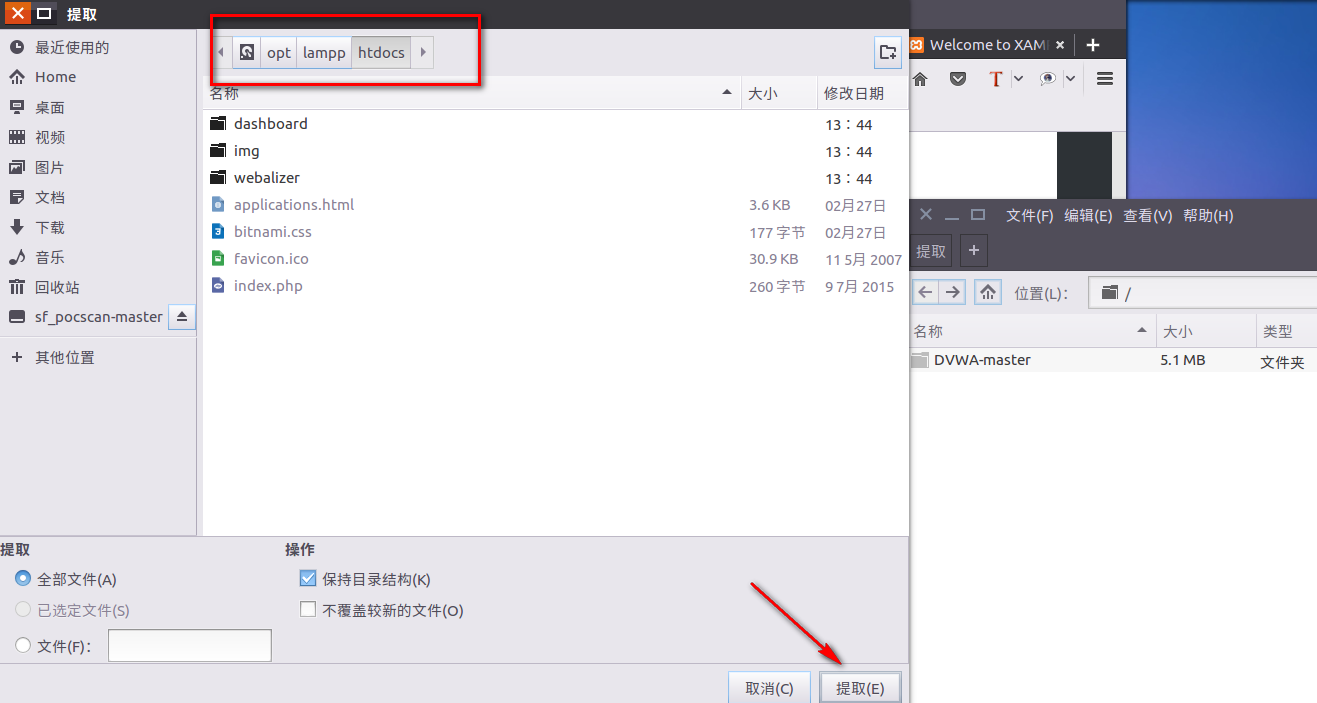 提取
最近使用的
Home
桌面
视频
图片
文档
下载
音乐
回收站
sf_pocscan-master
其他位置
opt lampp htdocs
名称 大小 修改日期
dashboard 13：44
img 13：44
webalizer 13：44
applications.html 3.6 KB 02月27日
bitnami.css 177 字节 02月27日
favicon.ico 30.9 KB 11 5月 2007
index.php 260 字节 9 7月 2015
提取
全部文件(A)
已选定文件(S)
文件(F)：
操作
保持目录结构(K)
不覆盖较新的文件(O)
取消(C) 提取(E)
Welcome to XAM
文件(F) 编辑(E) 查看(V) 帮助(H)
提取 +
位置(L)： /
名称 大小 类型
DVWA-master 5.1 MB 文件夹